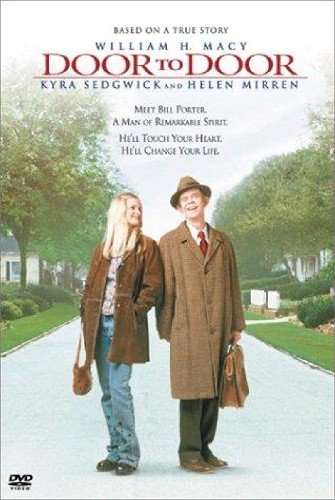 BASED ON A TRUE STORY
WILLIAM H. MACY
DOOR TO DOOR
KYRA SEDGWICK AND HELEN MIRREN
MEET BILL PORTER.
A MAN OF REMARKABLE SPIRIT.
HE'LL TOUCH YOUR HEART.
HE'LL CHANGE YOUR LIFE.
DVD
VIDEO